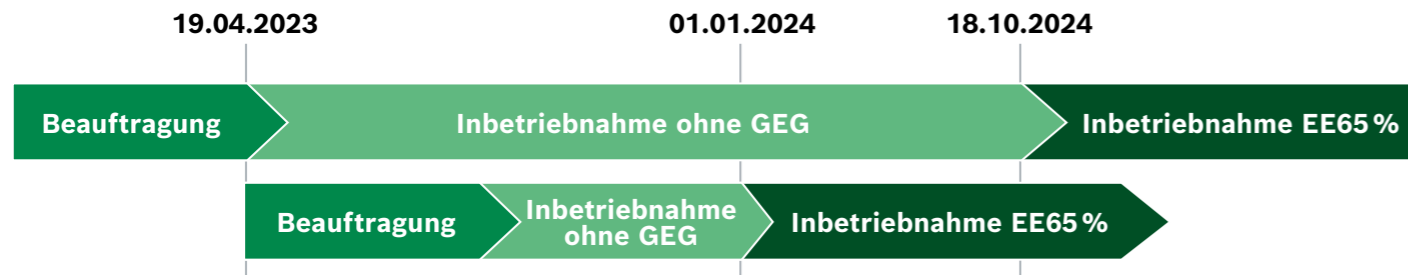 19.04.2023 01.01.2024 18.10.2024
Beauftragung Inbetriebnahme ohne GEG Inbetriebnahme EE65 %
Beauftragung
Inbetriebnahme
ohne GEG
Inbetriebnahme EE65 %